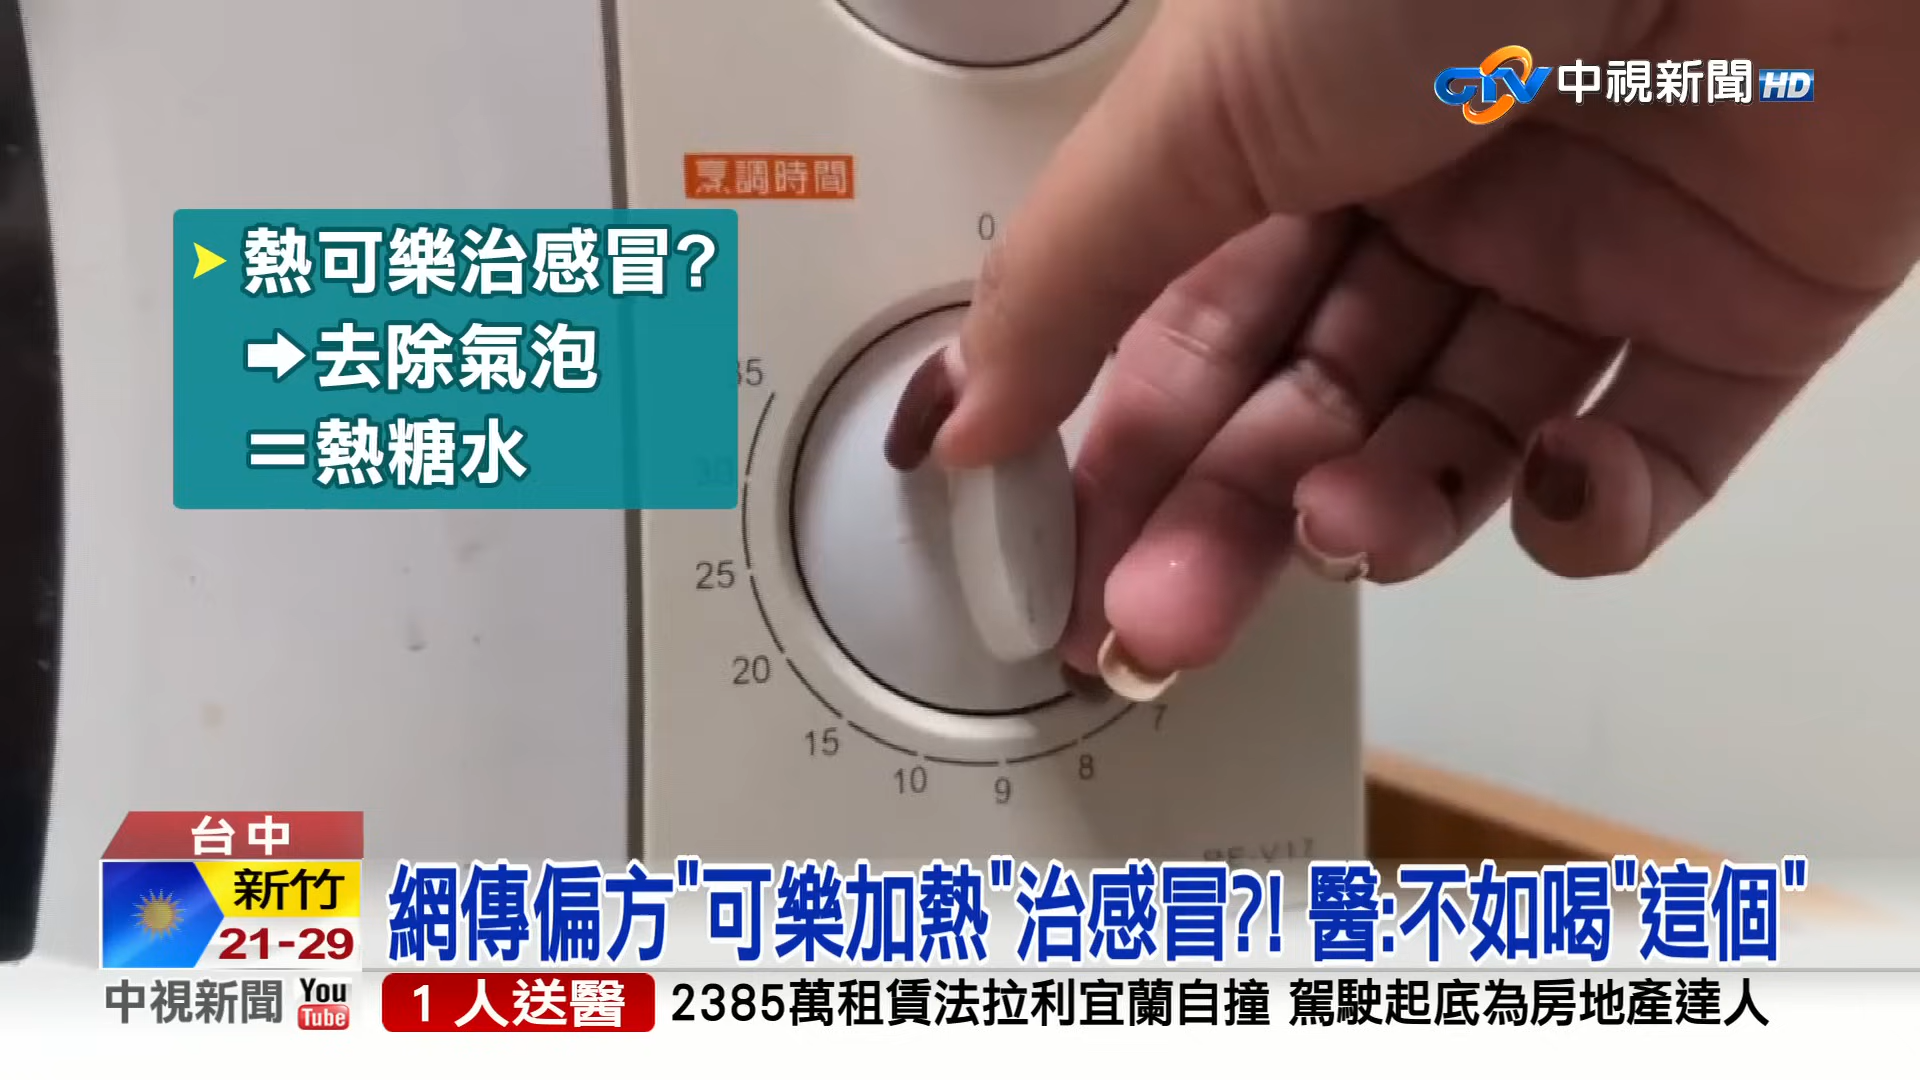 CTV 中視新聞 HD
烹調時間
0
熱可樂治感冒?
➡去除氣泡
=熱糖水
35
25
20
15
10
9
8
7
台中
新竹
21-29
網傳偏方"可樂加熱"治感冒?! 醫:不如喝"這個"
中視新聞 YouTube
1人送醫
2385萬租賃法拉利宜蘭自撞 駕駛起底為房地產達人